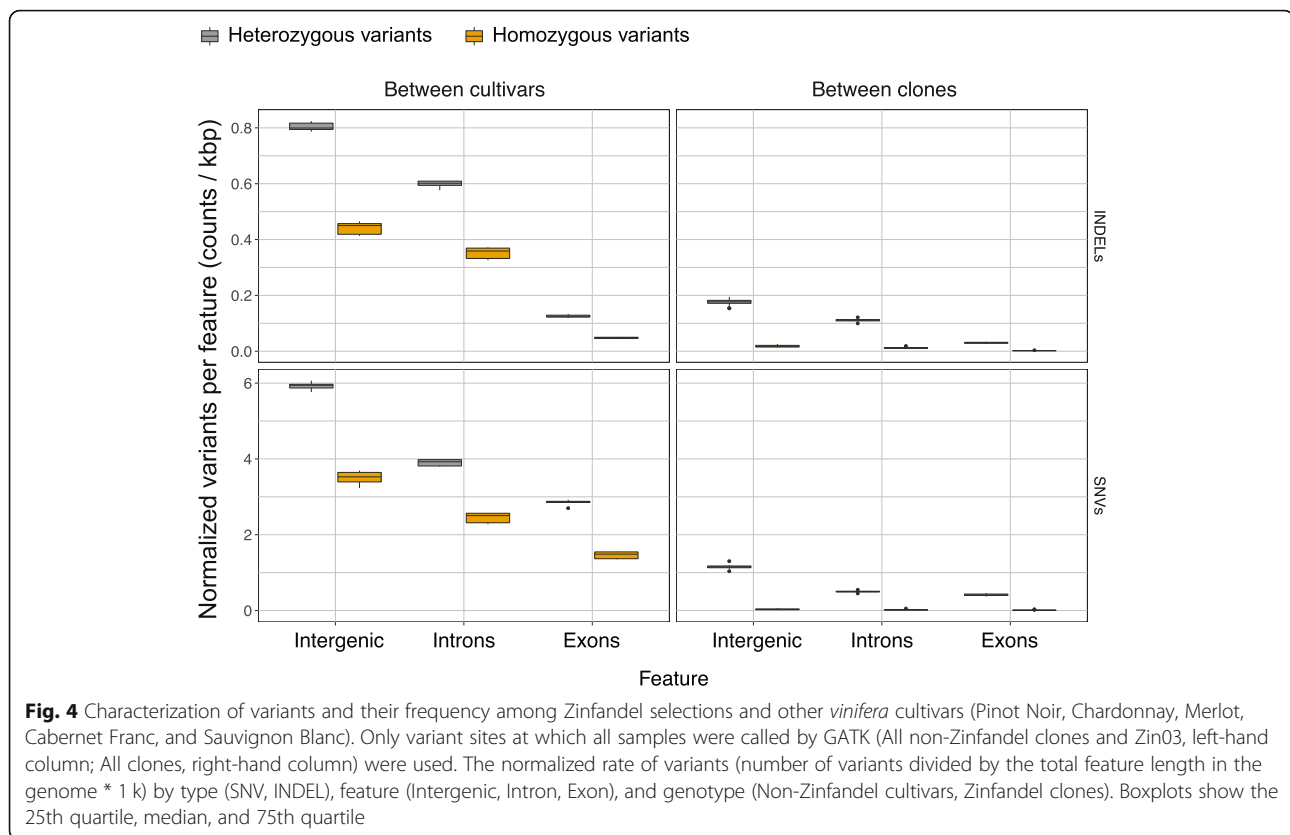 Heterozygous variants Homozygous variants
Between cultivars Between clones
Normalized variants per feature (counts / kbp)
0.8
0.6
0.4
0.2
0.0
INDELs
6
4
2
0
SNVs
Intergenic Introns Exons Intergenic Introns Exons
Feature
Fig. 4 Characterization of variants and their frequency among Zinfandel selections and other vinifera cultivars (Pinot Noir, Chardonnay, Merlot,
Cabernet Franc, and Sauvignon Blanc). Only variant sites at which all samples were called by GATK (All non-Zinfandel clones and Zin03, left-hand
column; All clones, right-hand column) were used. The normalized rate of variants (number of variants divided by the total feature length in the
genome * 1 k) by type (SNV, INDEL), feature (Intergenic, Intron, Exon), and genotype (Non-Zinfandel cultivars, Zinfandel clones). Boxplots show the
25th quartile, median, and 75th quartile